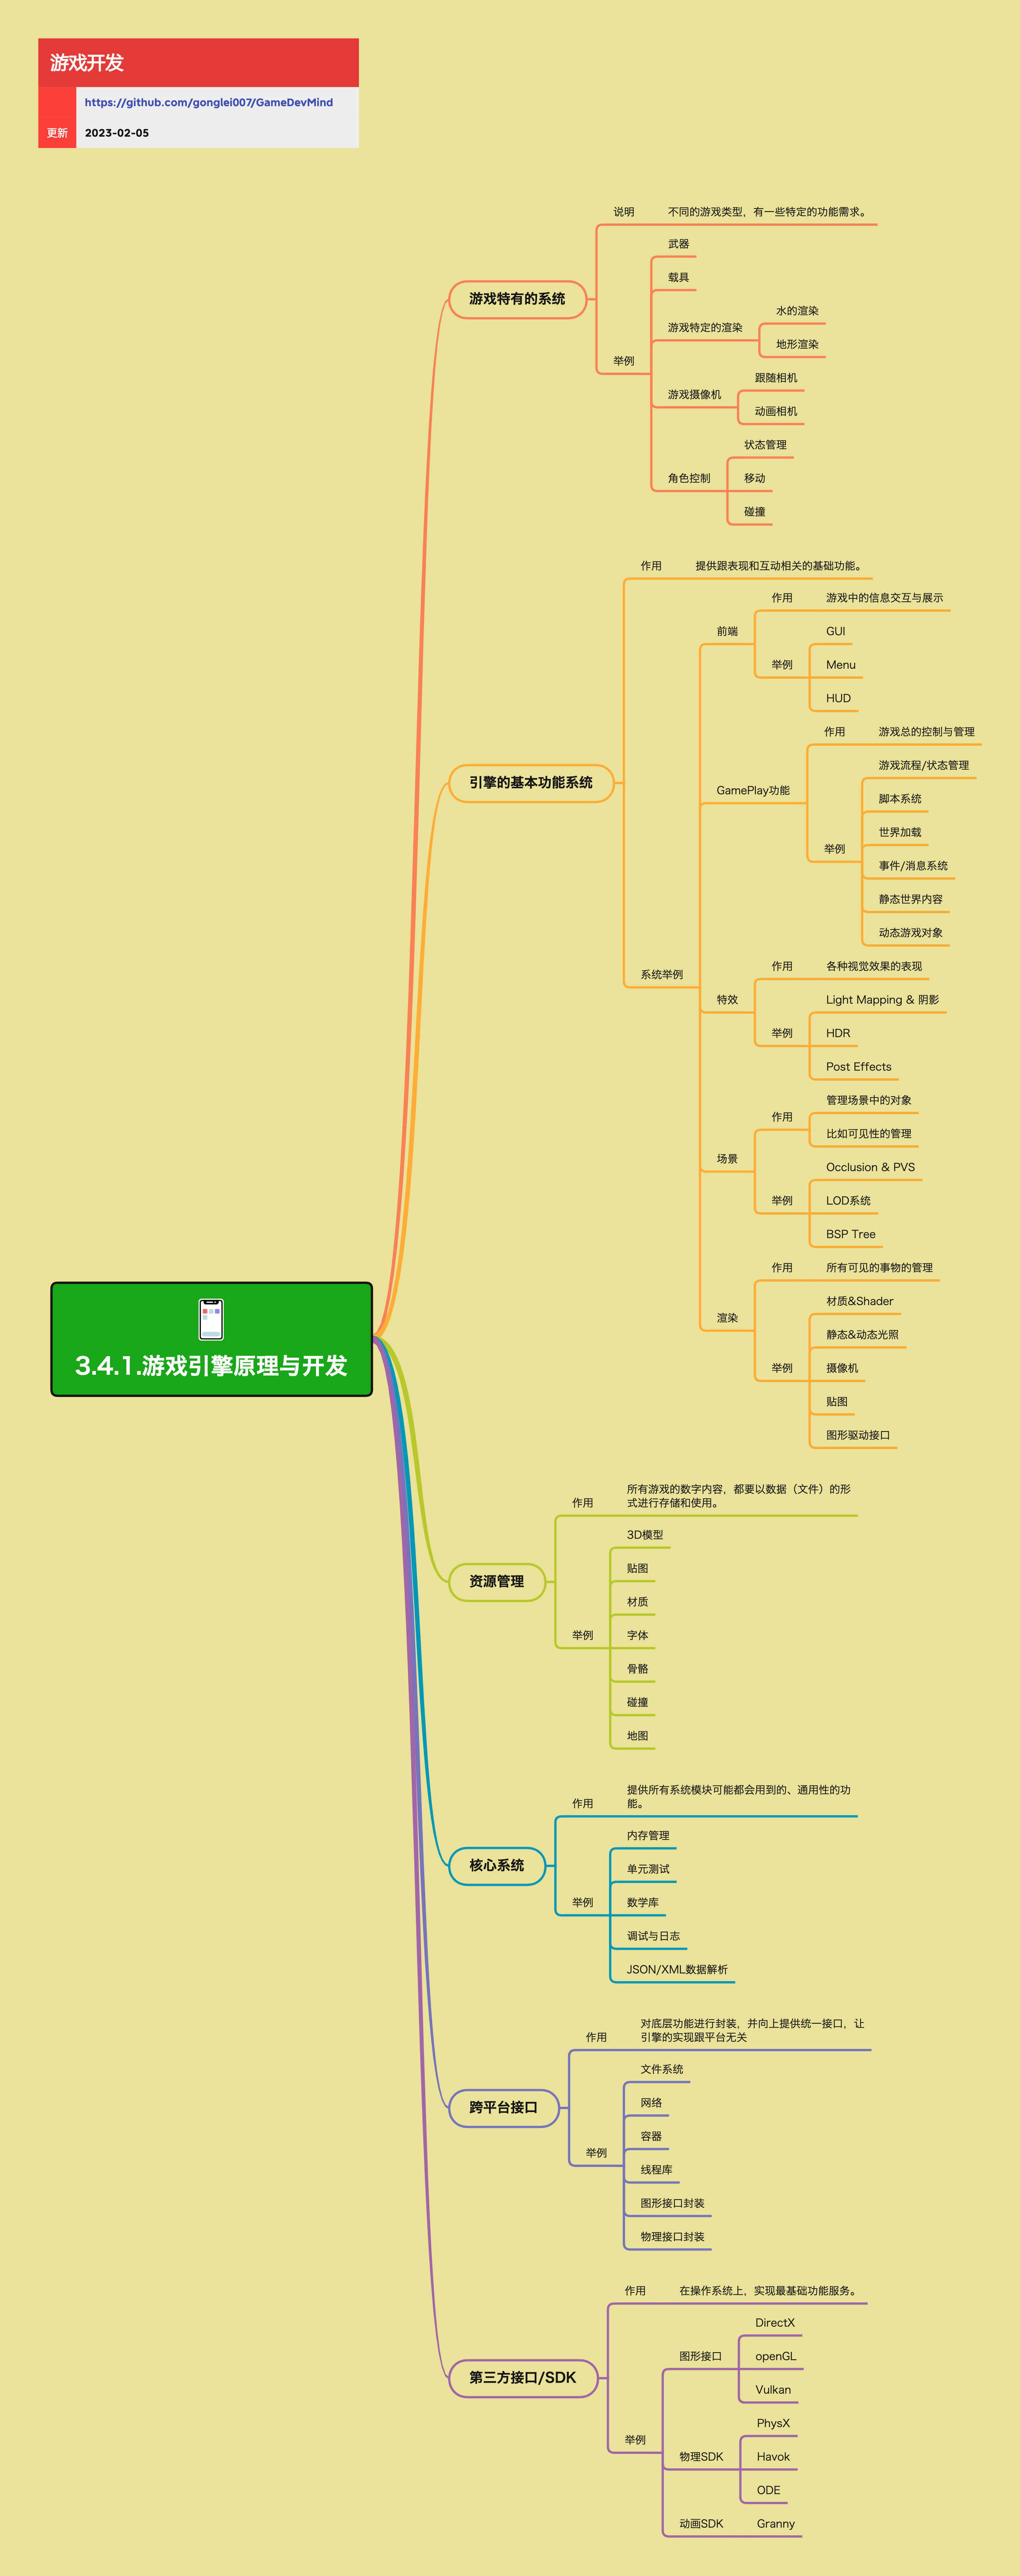 游戏开发
https://github.com/gonglei007/GameDevMind
更新
2023-02-05
3.4.1.游戏引擎原理与开发
游戏特有的系统
说明
不同的游戏类型，有一些特定的功能需求。
举例
武器
载具
游戏特定的渲染
水的渲染
地形渲染
游戏摄像机
跟随相机
动画相机
角色控制
状态管理
移动
碰撞
引擎的基本功能系统
作用
提供跟表现和互动相关的基础功能。
系统举例
前端
作用
游戏中的信息交互与展示
举例
GUI
Menu
HUD
GamePlay功能
作用
游戏总的控制与管理
举例
游戏流程/状态管理
脚本系统
世界加载
事件/消息系统
静态世界内容
动态游戏对象
特效
作用
各种视觉效果的表现
举例
Light Mapping & 阴影
HDR
Post Effects
场景
作用
管理场景中的对象
比如可见性的管理
举例
Occlusion & PVS
LOD系统
BSP Tree
渲染
作用
所有可见的事物的管理
举例
材质&Shader
静态&动态光照
摄像机
贴图
图形驱动接口
资源管理
作用
所有游戏的数字内容，都要以数据（文件）的形
式进行存储和使用。
举例
3D模型
贴图
材质
字体
骨骼
碰撞
地图
核心系统
作用
提供所有系统模块可能都会用到的、通用性的功
能。
举例
内存管理
单元测试
数学库
调试与日志
JSON/XML数据解析
跨平台接口
作用
对底层功能进行封装，并向上提供统一接口，让
引擎的实现跟平台无关
举例
文件系统
网络
容器
线程库
图形接口封装
物理接口封装
第三方接口/SDK
作用
在操作系统上，实现最基础功能服务。
举例
图形接口
DirectX
openGL
Vulkan
物理SDK
PhysX
Havok
ODE
动画SDK
Granny